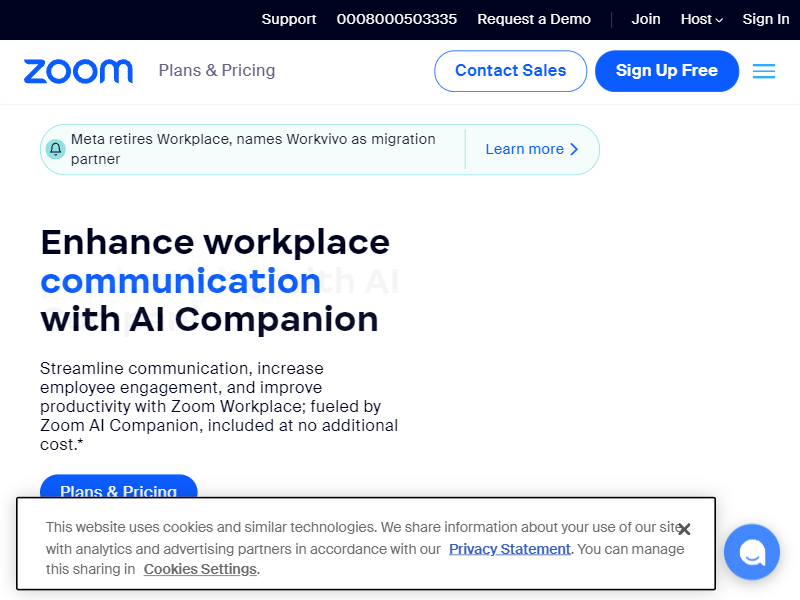 Support 0008000503335 Request a Demo Join Host Sign In
zoom Plans & Pricing Contact Sales Sign Up Free
Meta retires Workplace, names Workvivo as migration
partner
Learn more
Enhance workplace
communication
with AI Companion
Streamline communication, increase
employee engagement, and improve
productivity with Zoom Workplace; fueled by
Zoom AI Companion, included at no additional
cost.*
Plans & Pricing
This website uses cookies and similar technologies. We share information about your use of our site
with analytics and advertising partners in accordance with our Privacy Statement. You can manage
this sharing in Cookies Settings.